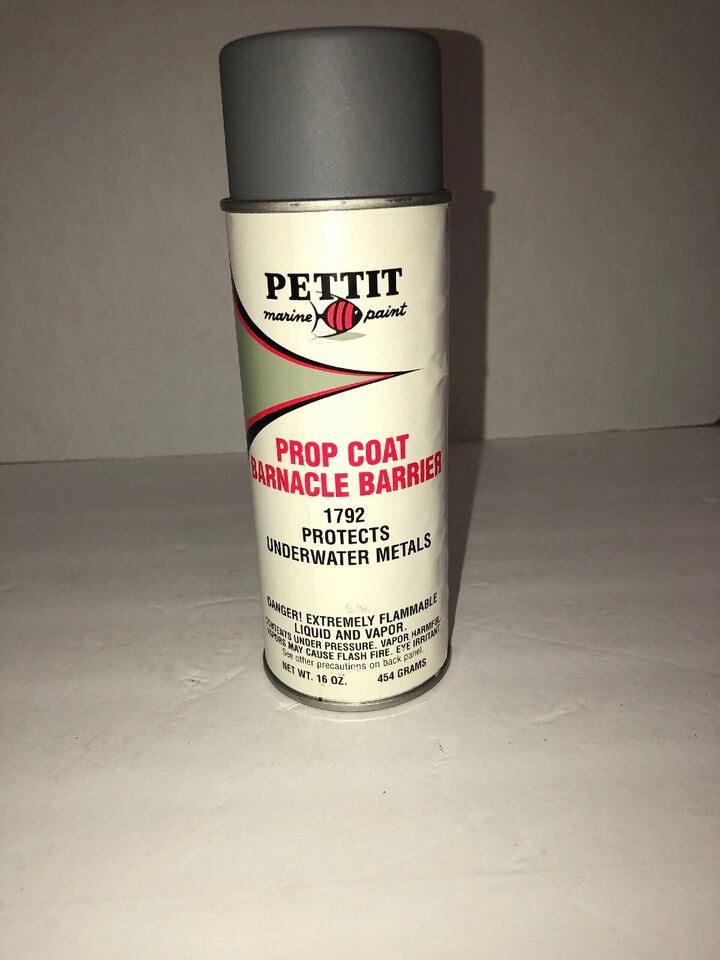 PETTIT
marine paint
PROP COAT
BARNACLE BARRIER
1792
PROTECTS
UNDERWATER METALS
DANGER! EXTREMELY FLAMMABLE
LIQUID AND VAPOR.
CONTENTS UNDER PRESSURE. VAPOR HARMFUL.
VAPORS MAY CAUSE FLASH FIRE. EYE IRRITANT.
See other precautions on back panel.
NET WT. 16 OZ. 454 GRAMS